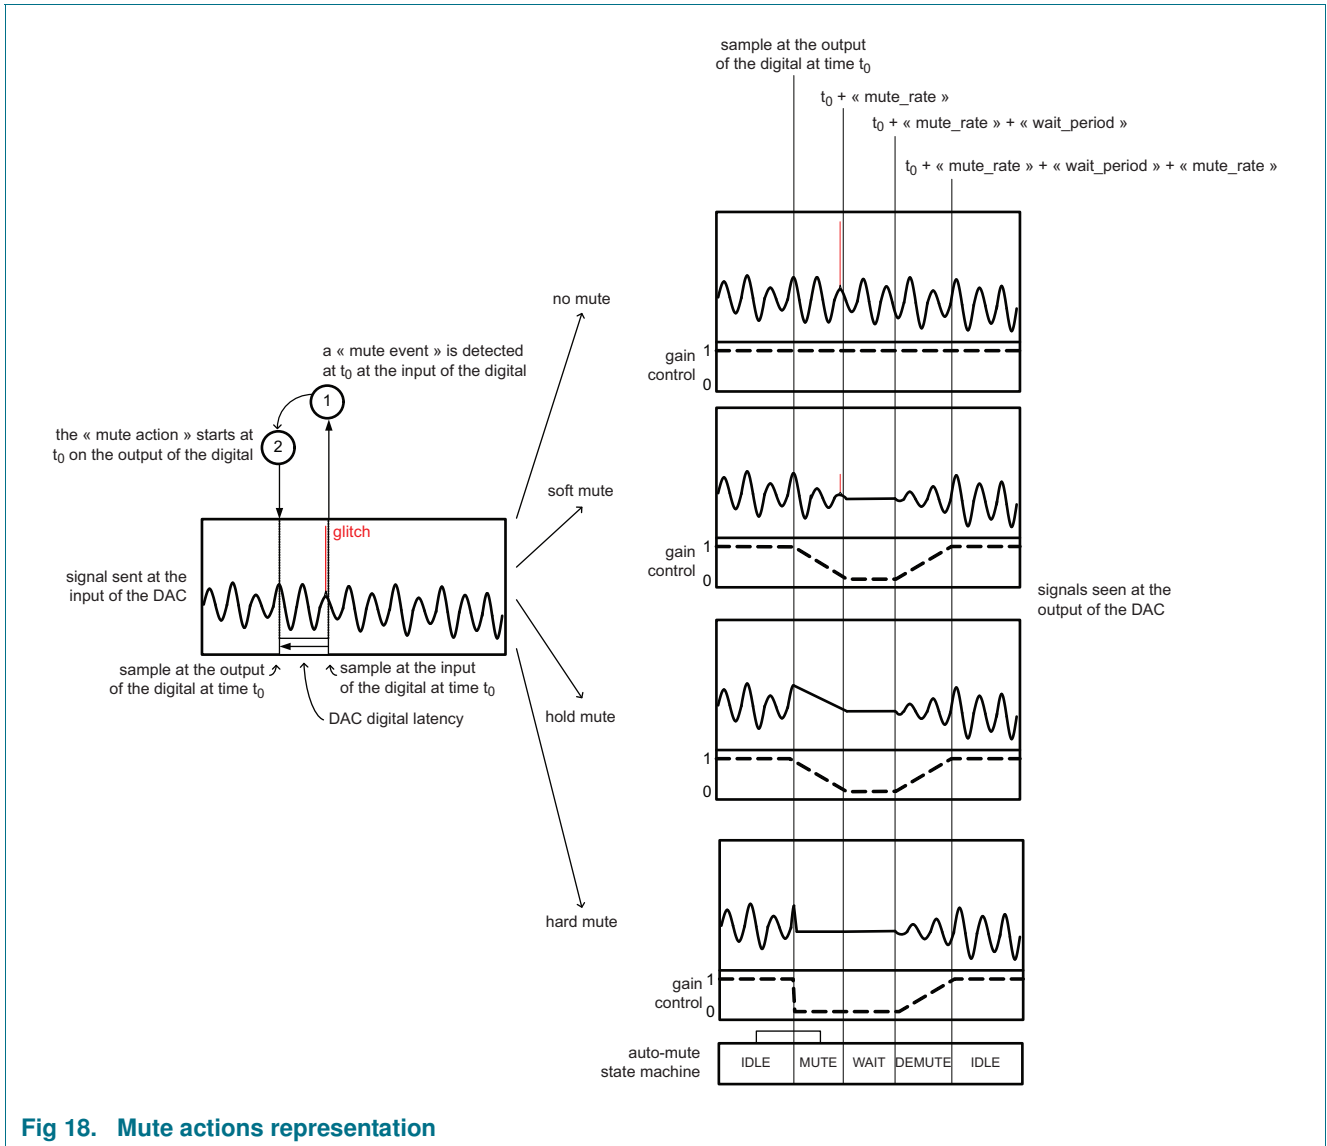 sample at the output
of the digital at time t0
t0 + « mute_rate »
t0 + « mute_rate » + « wait_period »
t0 + « mute_rate » + « wait_period » + « mute_rate »
no mute
a « mute event » is detected
at t0 at the input of the digital
1
the « mute action » starts at
t0 on the output of the digital
2
soft mute
glitch
signal sent at the
input of the DAC
sample at the output
of the digital at time t0
sample at the input
of the digital at time t0
DAC digital latency
hold mute
hard mute
gain
control
1
0
gain
control
1
0
signals seen at the
output of the DAC
1
0
gain
control
1
0
auto-mute
state machine
IDLE
MUTE
WAIT
DEMUTE
IDLE
Fig 18. Mute actions representation